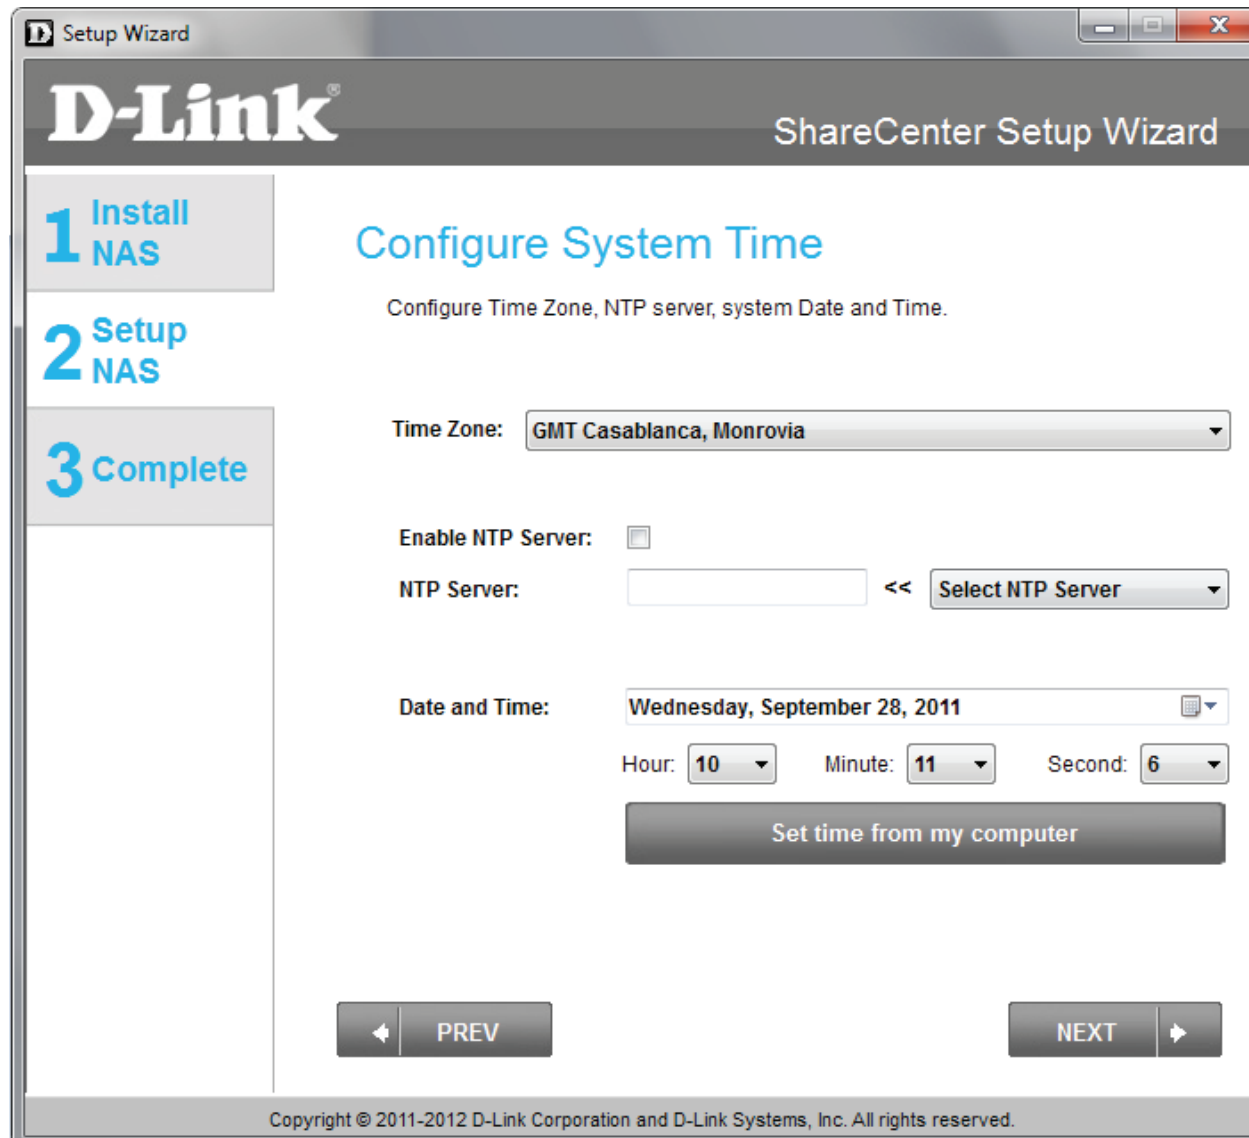 Setup Wizard
D-Link®
ShareCenter Setup Wizard
1 Install NAS
2 Setup NAS
3 Complete
Configure System Time
Configure Time Zone, NTP server, system Date and Time.
Time Zone: GMT Casablanca, Monrovia
Enable NTP Server:
NTP Server: << Select NTP Server
Date and Time: Wednesday, September 28, 2011
Hour: 10 Minute: 11 Second: 6
Set time from my computer
PREV NEXT
Copyright © 2011-2012 D-Link Corporation and D-Link Systems, Inc. All rights reserved.